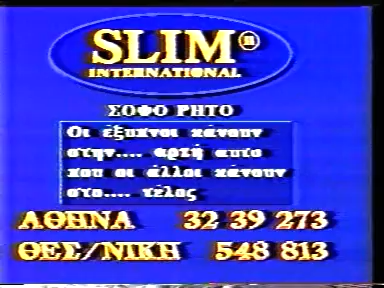 SLIM®
INTERNATIONAL
ΣΟΦΟ ΡΗΤΟ
Οι έξυπνοι κάνουν
στην.... αρχή αυτο
που οι άλλοι κάνουν
στο.... τέλος
ΑΘΗΝΑ 32 39 273
ΘΕΣ/ΝΙΚΗ 548 813